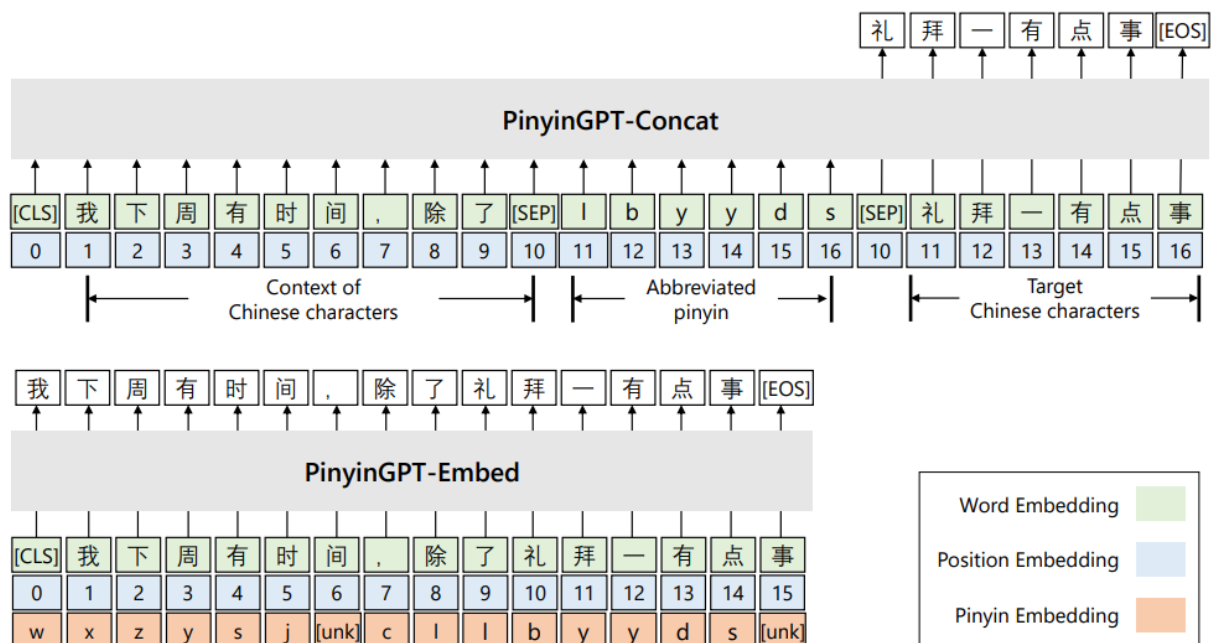 礼 拜 一 有 点 事 [EOS]
PinyinGPT-Concat
[CLS] 我 下 周 有 时 间 , 除 了 [SEP] l b y y d s [SEP] 礼 拜 一 有 点 事
0 1 2 3 4 5 6 7 8 9 10 11 12 13 14 15 16 10 11 12 13 14 15 16
Context of
Chinese characters
Abbreviated
pinyin
Target
Chinese characters
我 下 周 有 时 间 , 除 了 礼 拜 一 有 点 事 [EOS]
PinyinGPT-Embed
[CLS] 我 下 周 有 时 间 , 除 了 礼 拜 一 有 点 事
0 1 2 3 4 5 6 7 8 9 10 11 12 13 14 15
w x z y s j [unk] c l l b y y d s [unk]
Word Embedding
Position Embedding
Pinyin Embedding